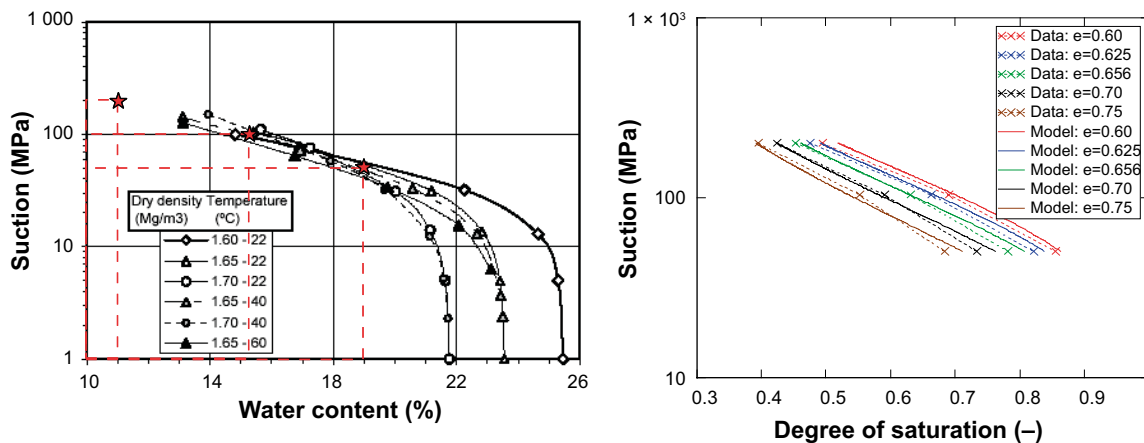 1 000
100
10
1
Suction (MPa)
Dry density Temperature
(Mg/m3) (ºC)
1.60 - 22
1.65 - 22
1.70 - 22
1.65 - 40
1.70 - 40
1.65 - 60
10 14 18 22 26
Water content (%)
1 × 10³
100
10
Suction (MPa)
Data: e=0.60
Data: e=0.625
Data: e=0.656
Data: e=0.70
Data: e=0.75
Model: e=0.60
Model: e=0.625
Model: e=0.656
Model: e=0.70
Model: e=0.75
0.3 0.4 0.5 0.6 0.7 0.8 0.9
Degree of saturation (–)